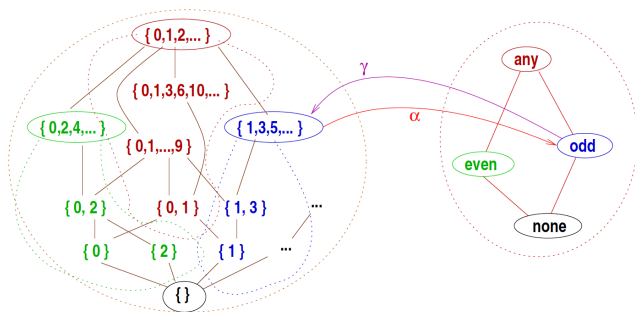 { 0,1,2,... }
any
γ
{ 0,1,3,6,10,... }
α
{ 0,2,4,... }
{ 1,3,5,... }
odd
{ 0,1,...,9 }
even
{ 0, 2 }
{ 0, 1 }
{ 1, 3 }
...
none
{ 0 }
{ 2 }
{ 1 }
...
{ }